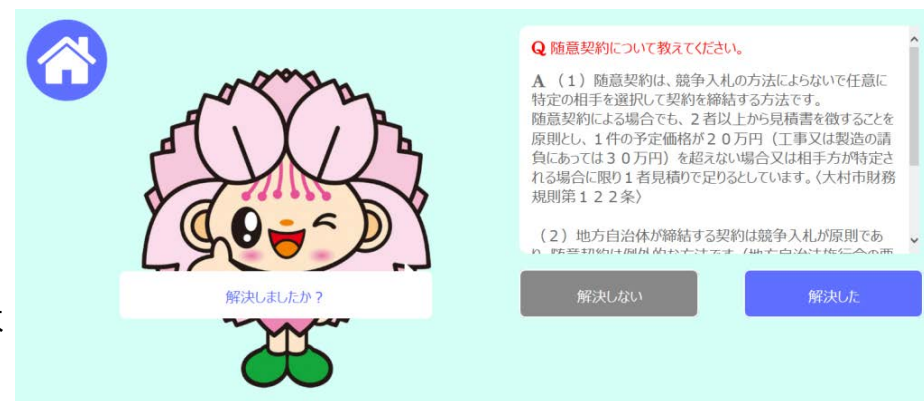 Q 随意契約について教えてください。
A （１）随意契約は、競争入札の方法によらないで任意に
特定の相手を選択して契約を締結する方法です。
随意契約による場合でも、２者以上から見積書を徴することを
原則とし、１件の予定価格が２０万円（工事又は製造の請
負にあっては３０万円）を超えない場合又は相手方が特定さ
れる場合に限り１者見積りで足りるとしています。〈大村市財務
規則第１２２条〉
（２）地方自治体が締結する契約は競争入札が原則であ
解決しましたか？
解決しない
解決した